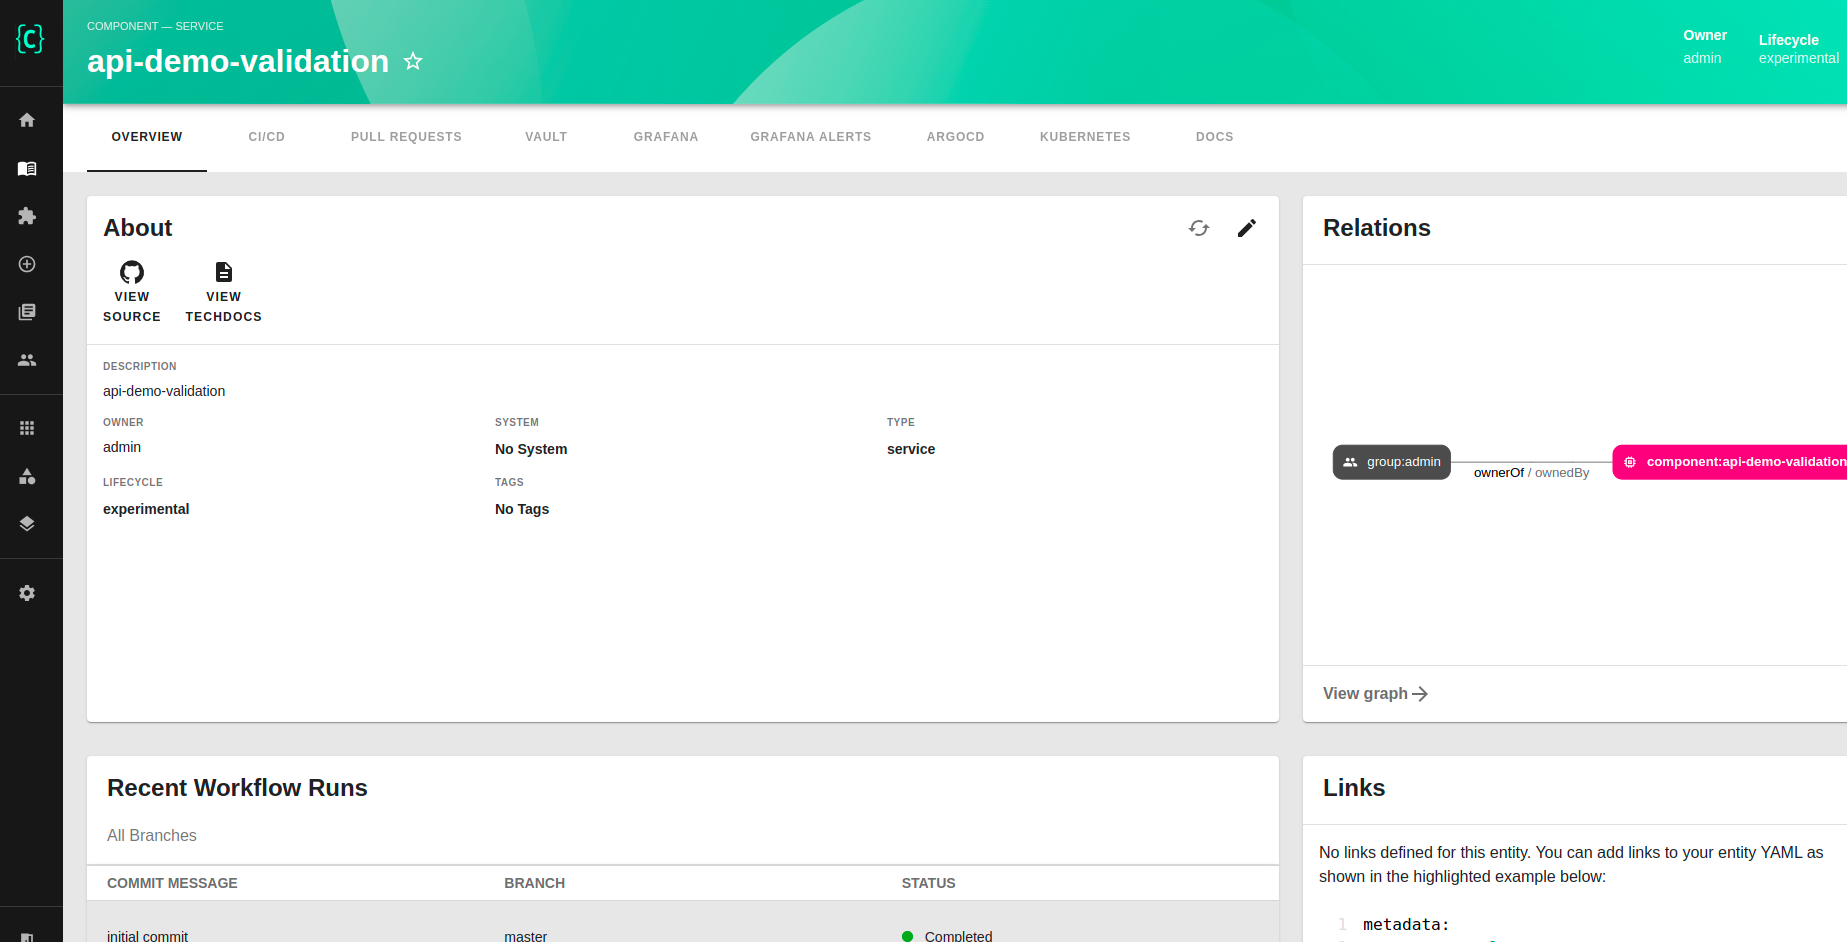 COMPONENT — SERVICE
api-demo-validation
Owner
admin
Lifecycle
experimental
OVERVIEW
CI/CD
PULL REQUESTS
VAULT
GRAFANA
GRAFANA ALERTS
ARGOCD
KUBERNETES
DOCS
About
VIEW
SOURCE
VIEW
TECHDOCS
DESCRIPTION
api-demo-validation
OWNER
admin
SYSTEM
No System
TYPE
service
LIFECYCLE
experimental
TAGS
No Tags
Relations
group:admin
ownerOf / ownedBy
component:api-demo-validation
View graph
Recent Workflow Runs
All Branches
COMMIT MESSAGE
BRANCH
STATUS
initial commit
master
Completed
Links
No links defined for this entity. You can add links to your entity YAML as
shown in the highlighted example below:
1 metadata: